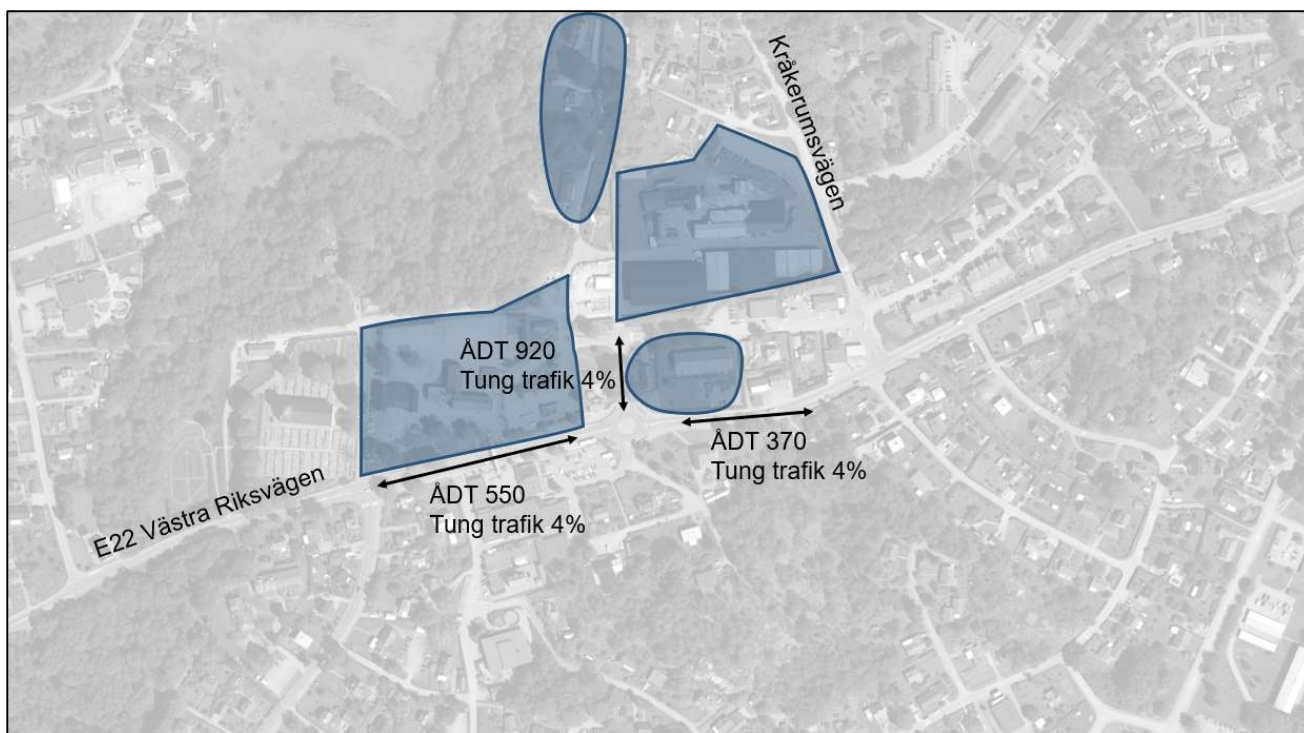 Kråkerumsvägen
ÅDT 920
Tung trafik 4%
ÅDT 370
Tung trafik 4%
ÅDT 550
Tung trafik 4%
E22 Västra Riksvägen